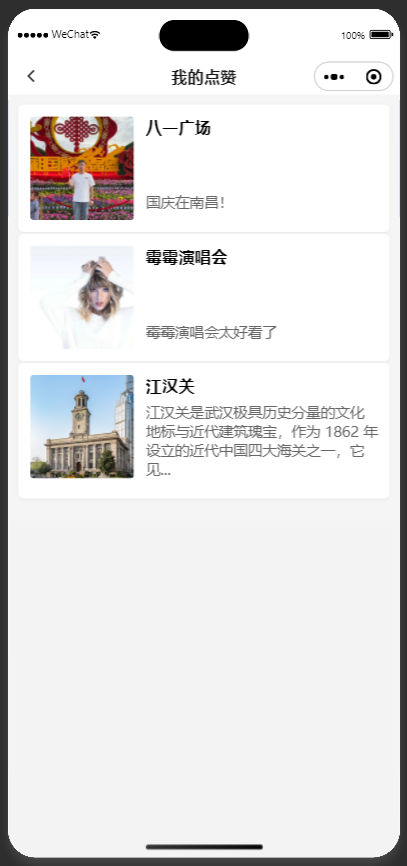 WeChat
100%
我的点赞
八一广场
国庆在南昌!
霉霉演唱会
霉霉演唱会太好看了
江汉关
江汉关是武汉极具历史分量的文化
地标与近代建筑瑰宝，作为 1862 年
设立的近代中国四大海关之一，它
见...